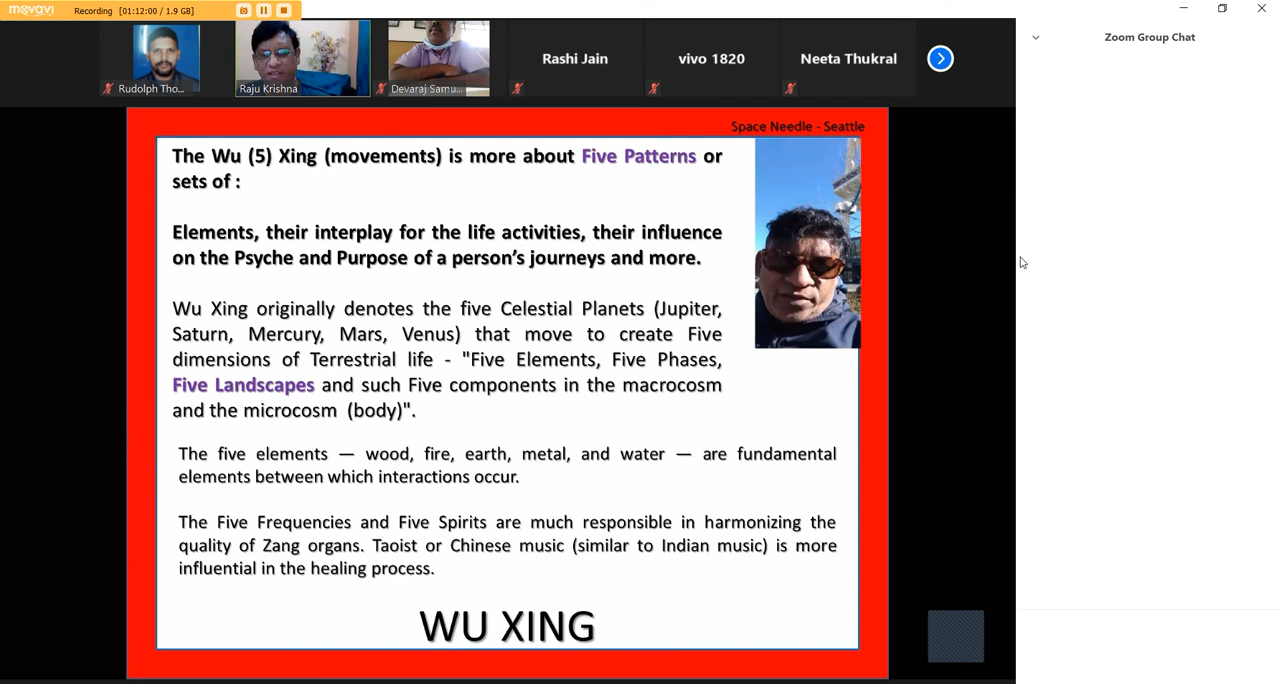 movavi Recording [01:12:00 / 1.9 GB]
Zoom Group Chat
Rashi Jain
vivo 1820
Neeta Thukral
Rudolph Tho...
Raju Krishna
Devaraj Samu...
Space Needle - Seattle
The Wu (5) Xing (movements) is more about Five Patterns or
sets of :
Elements, their interplay for the life activities, their influence
on the Psyche and Purpose of a person's journeys and more.
Wu Xing originally denotes the five Celestial Planets (Jupiter,
Saturn, Mercury, Mars, Venus) that move to create Five
dimensions of Terrestrial life - "Five Elements, Five Phases,
Five Landscapes and such Five components in the macrocosm
and the microcosm (body)".
The five elements — wood, fire, earth, metal, and water — are fundamental
elements between which interactions occur.
The Five Frequencies and Five Spirits are much responsible in harmonizing the
quality of Zang organs. Taoist or Chinese music (similar to Indian music) is more
influential in the healing process.
WU XING